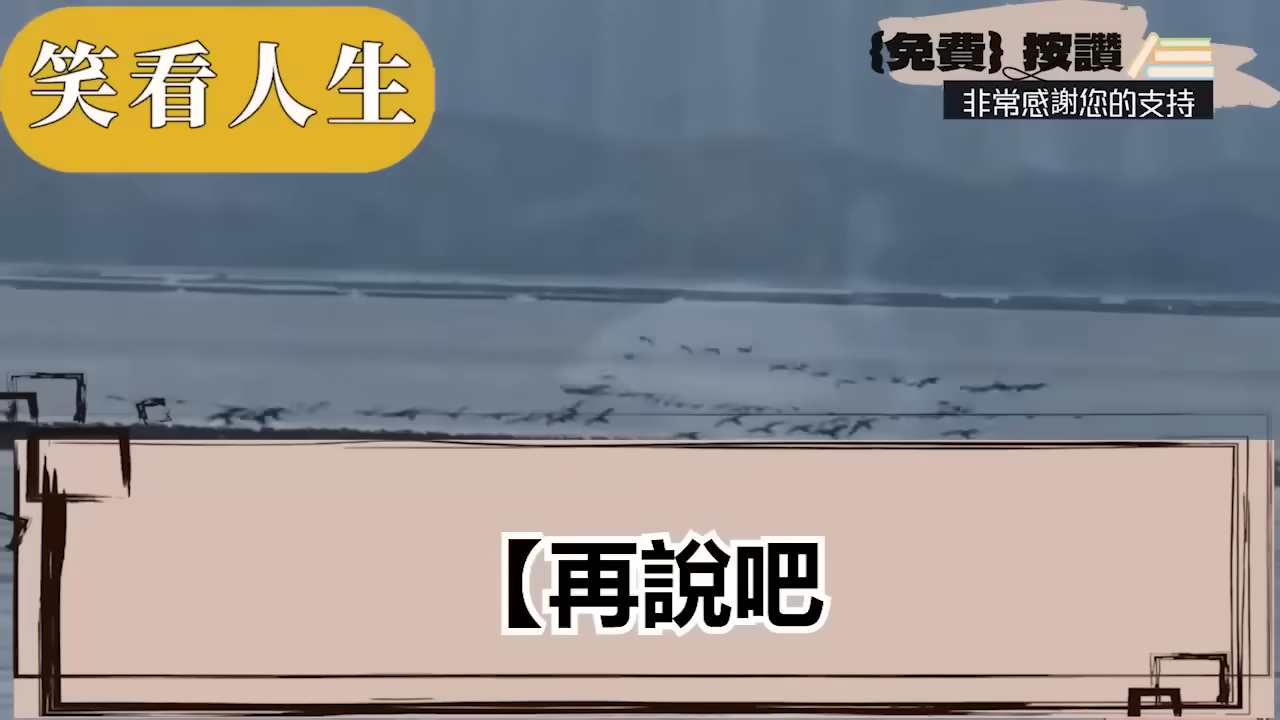 笑看人生
{免費} 按讚
非常感謝您的支持
【再說吧